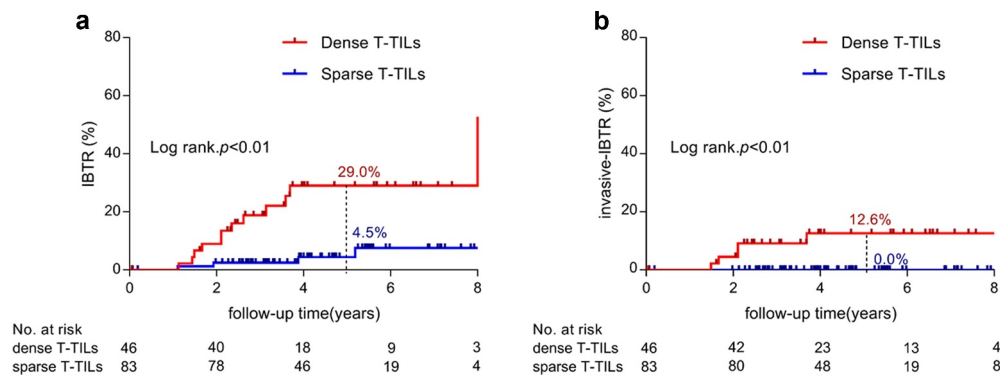 a
80
60
40
20
0
IBTR (%)
Dense T-TILs
Sparse T-TILs
Log rank.p<0.01
29.0%
4.5%
0 2 4 6 8
follow-up time(years)
No. at risk
dense T-TILs 46 40 18 9 3
sparse T-TILs 83 78 46 19 4
b
80
60
40
20
0
invasive-IBTR (%)
Dense T-TILs
Sparse T-TILs
Log rank.p<0.01
12.6%
0.0%
0 2 4 6 8
follow-up time(years)
No. at risk
dense T-TILs 46 42 23 13 4
sparse T-TILs 83 80 48 19 8